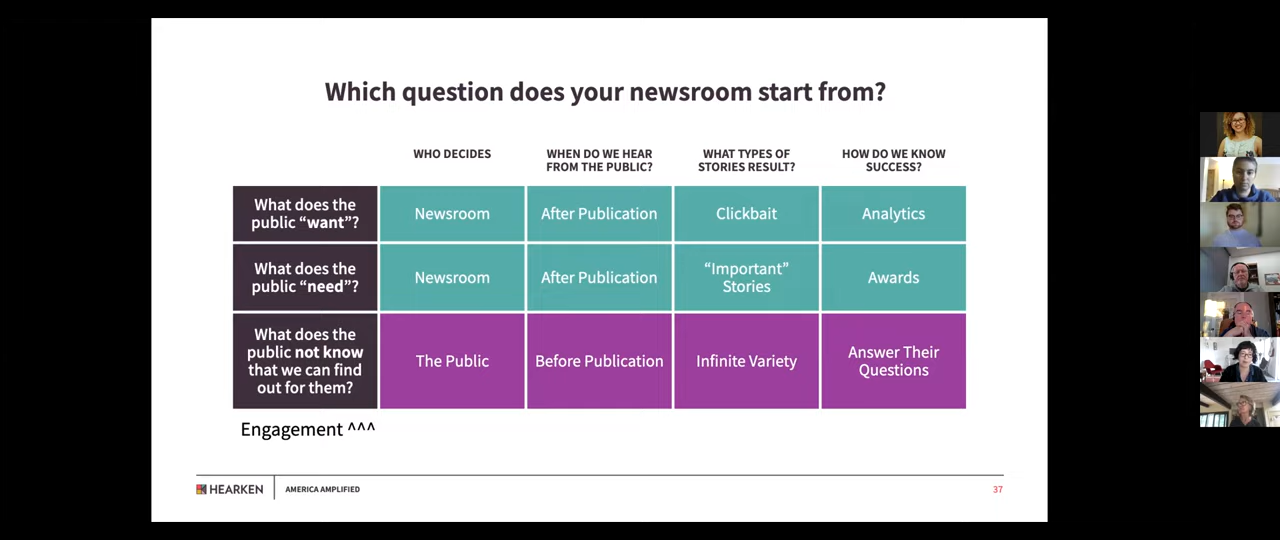 Which question does your newsroom start from?
WHO DECIDES
WHEN DO WE HEAR
FROM THE PUBLIC?
WHAT TYPES OF
STORIES RESULT?
HOW DO WE KNOW
SUCCESS?
What does the
public “want”?
Newsroom
After Publication
Clickbait
Analytics
What does the
public “need”?
Newsroom
After Publication
“Important”
Stories
Awards
What does the
public not know
that we can find
out for them?
The Public
Before Publication
Infinite Variety
Answer Their
Questions
Engagement ^^^
HEARKEN
AMERICA AMPLIFIED
37